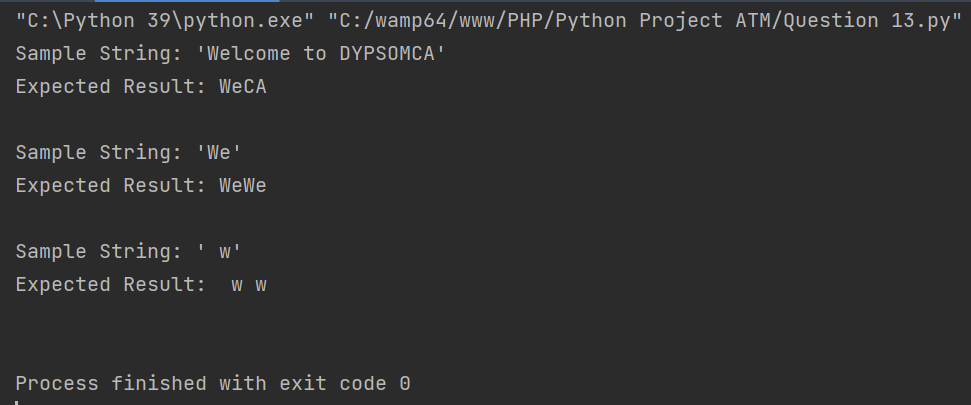 "C:\Python 39\python.exe" "C:/wamp64/www/PHP/Python Project ATM/Question 13.py"
Sample String: 'Welcome to DYPSOMCA'
Expected Result: WeCA
Sample String: 'We'
Expected Result: WeWe
Sample String: ' w'
Expected Result:  w w
Process finished with exit code 0